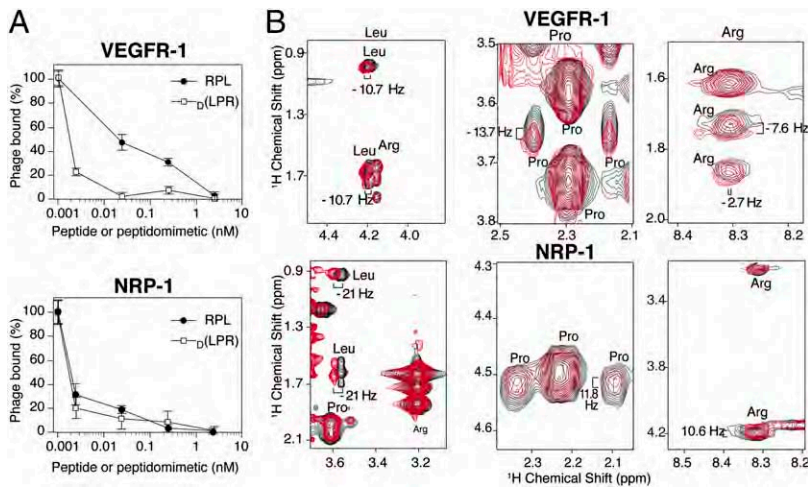 A
VEGFR-1
Phage bound (%)
100
80
60
40
20
0
RPL
D(LPR)
0.001 0.01 0.1 1 10
Peptide or peptidomimetic (nM)
NRP-1
Phage bound (%)
100
80
60
40
20
0
RPL
D(LPR)
0.001 0.01 0.1 1 10
Peptide or peptidomimetic (nM)
B
VEGFR-1
Leu
¹H Chemical Shift (ppm)
0.9
1.3
1.7
Leu
- 10.7 Hz
Leu
Arg
- 10.7 Hz
4.4 4.2 4.0
Pro
3.5
3.6
3.7
3.8
Pro
-13.7 Hz
Pro
Pro
Pro
Pro
2.5 2.4 2.3 2.2 2.1
Arg
1.6
1.8
2.0
Arg
Arg
-7.6 Hz
Arg
- 2.7 Hz
8.4 8.3 8.2
NRP-1
¹H Chemical Shift (ppm)
0.9
1.3
1.7
2.1
Leu
- 21 Hz
Leu
-21 Hz
Pro
Arg
3.6 3.4 3.2
4.3
4.4
4.5
4.6
Pro
Pro
Pro
11.8
Hz
2.3 2.2 2.1
3.4
3.8
4.2
Arg
Arg
10.6 Hz
8.5 8.4 8.3 8.2
¹H Chemical Shift (ppm)